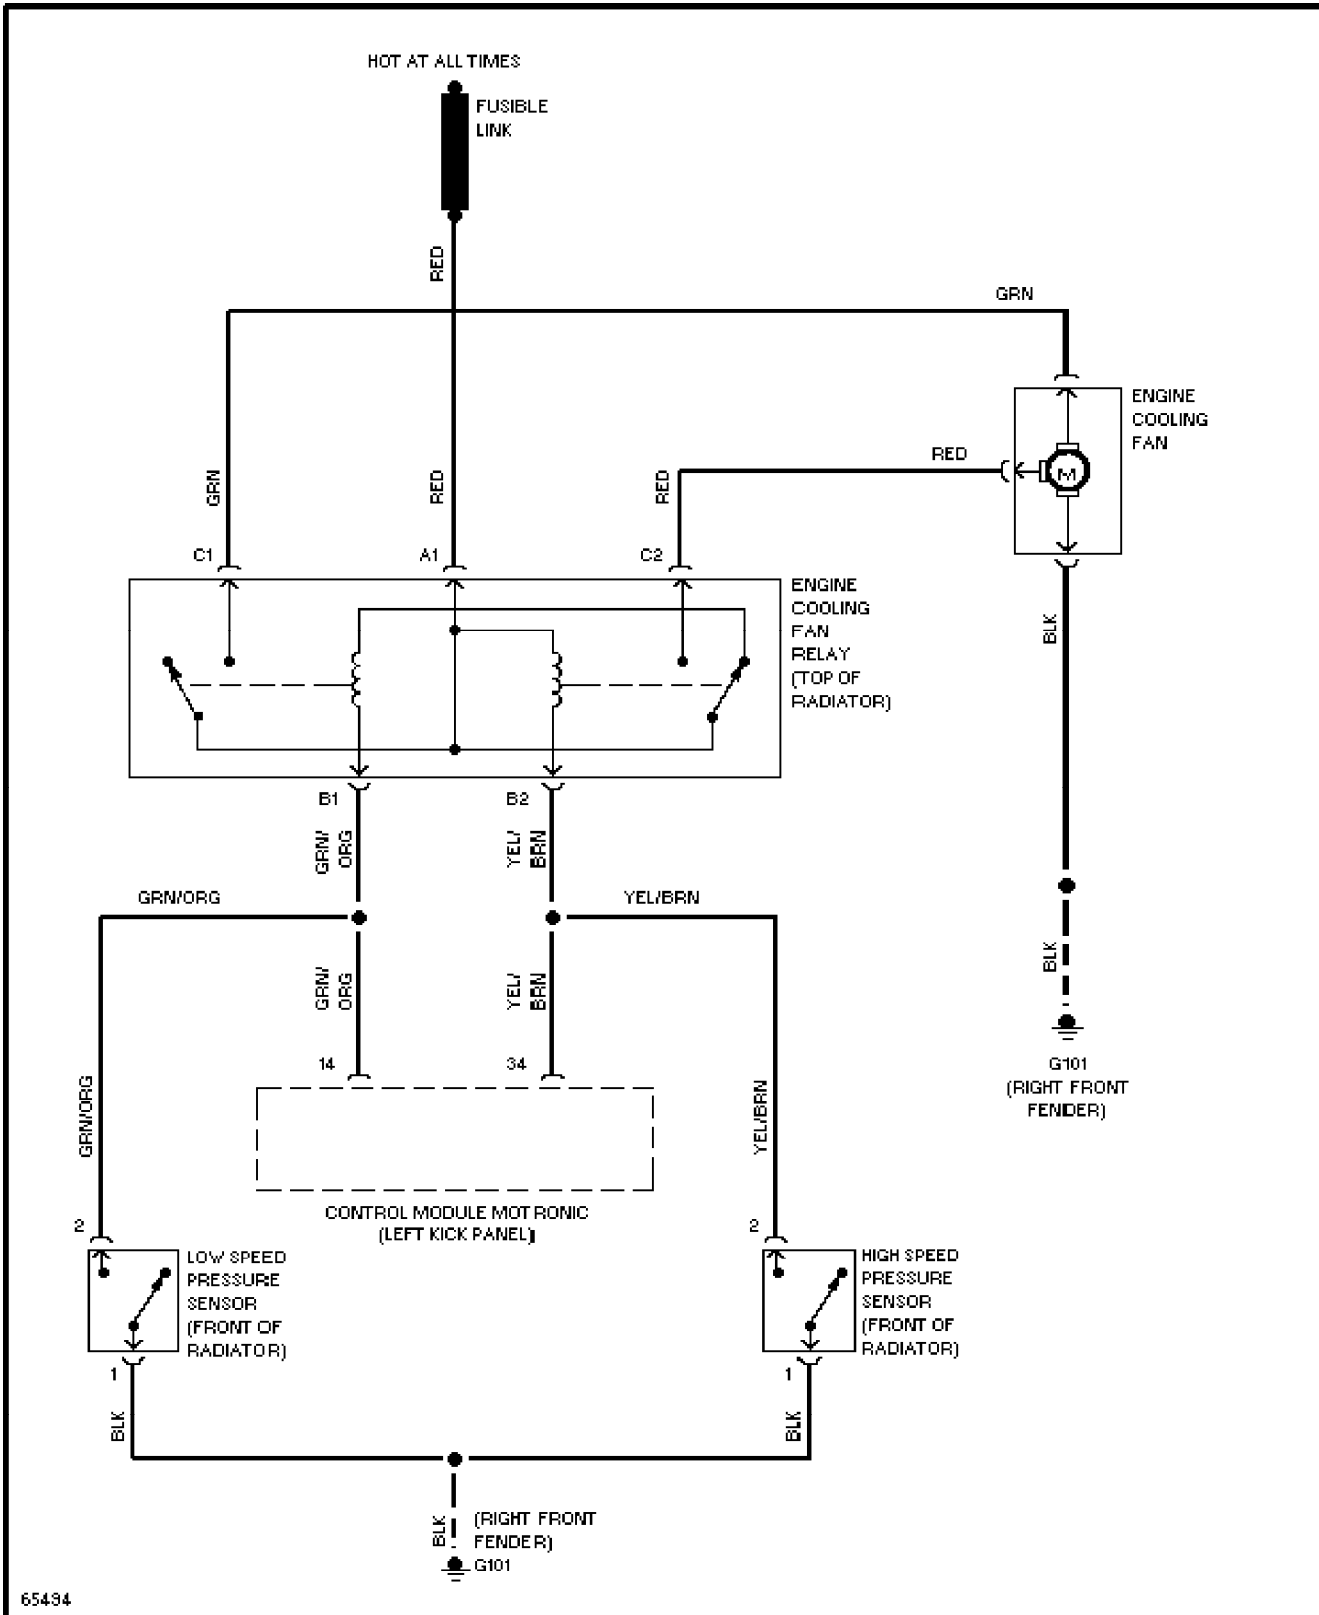 HOT AT ALL TIMES
FUSIBLE
LINK
RED
GRN
ENGINE
COOLING
FAN
RED
M
GRN
RED
RED
C1
A1
C2
ENGINE
COOLING
FAN
RELAY
(TOP OF
RADIATOR)
BLK
B1
B2
GRN/
ORG
YEL/
BRN
GRN/ORG
YEL/BRN
GRN/
ORG
YEL/
BRN
BLK
14
34
G101
(RIGHT FRONT
FENDER)
GRN/ORG
YEL/BRN
CONTROL MODULE MOTRONIC
(LEFT KICK PANEL)
2
2
LOW SPEED
PRESSURE
SENSOR
(FRONT OF
RADIATOR)
HIGH SPEED
PRESSURE
SENSOR
(FRONT OF
RADIATOR)
1
1
BLK
BLK
BLK
(RIGHT FRONT
FENDER)
G101
65494